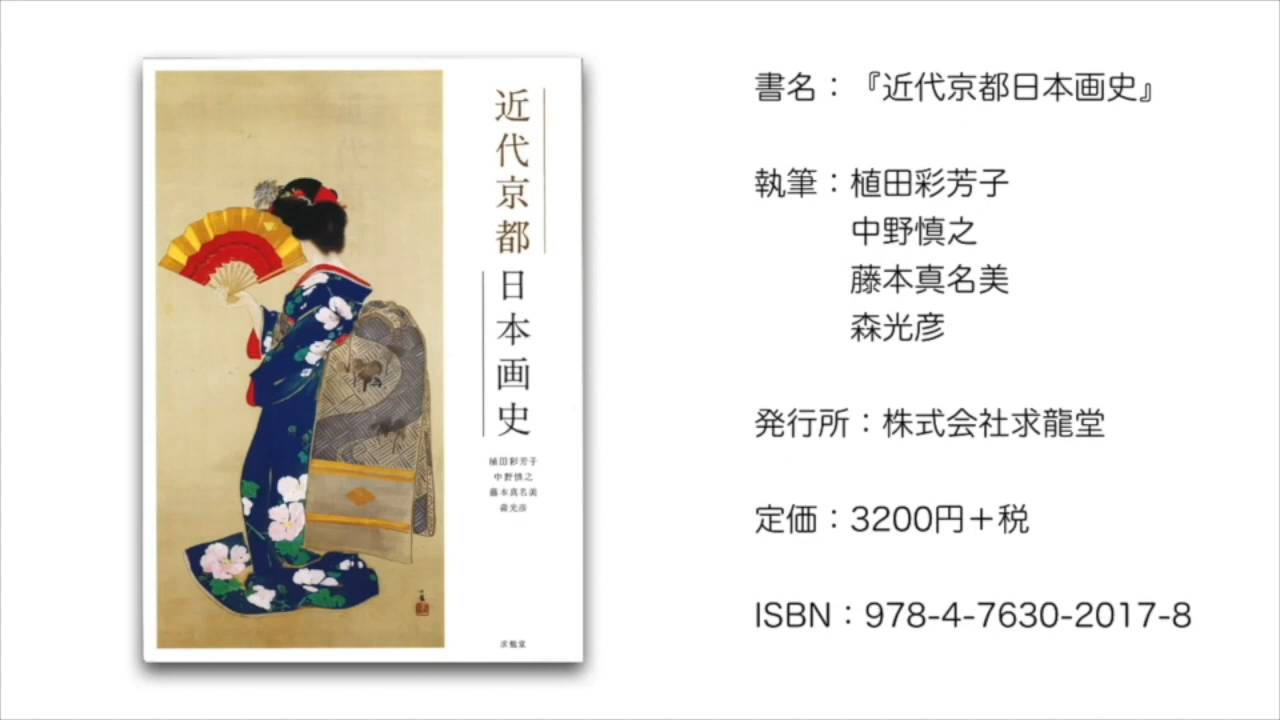 近代京都
日本画史
植田彩芳子
中野慎之
藤本真名美
森光彦
求龍堂
書名：『近代京都日本画史』
執筆：植田彩芳子
中野慎之
藤本真名美
森光彦
発行所：株式会社求龍堂
定価：3200円＋税
ISBN：978-4-7630-2017-8